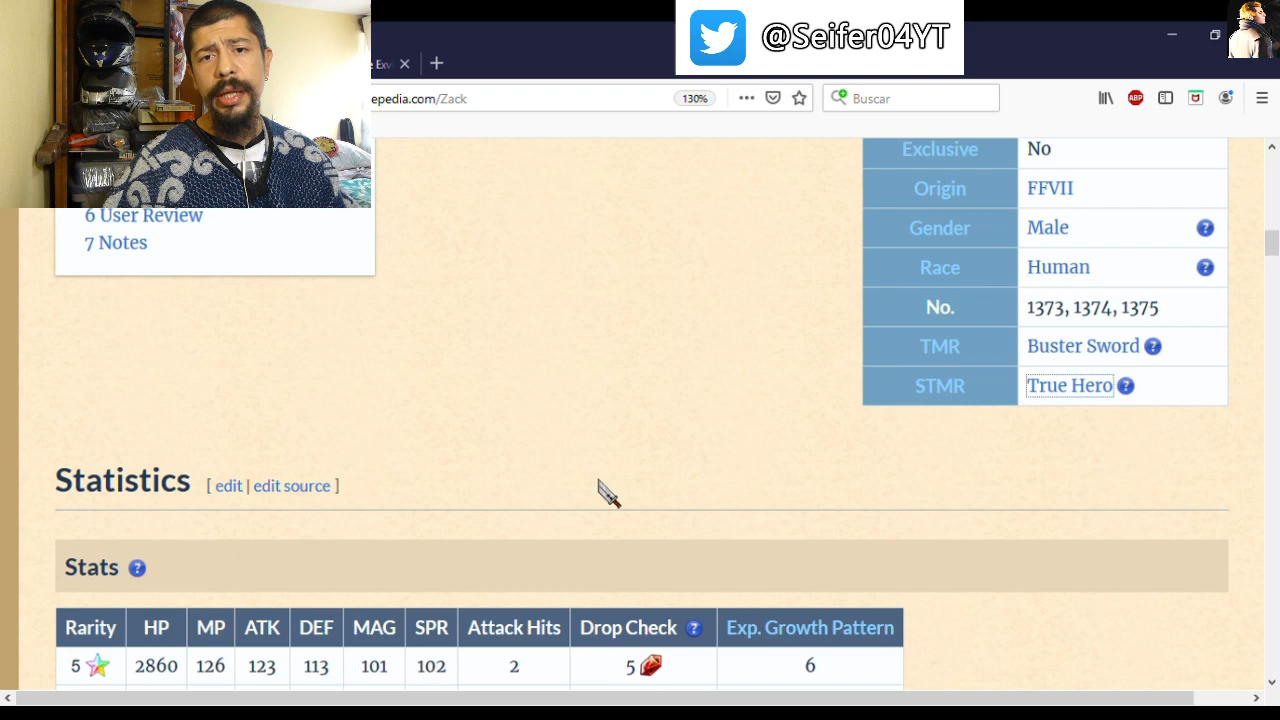 @Seifer04YT
e Exv
epedia.com/Zack
130%
Buscar
ABP
6 User Review
7 Notes
Exclusive No
Origin FFVII
Gender Male ?
Race Human ?
No. 1373, 1374, 1375
TMR Buster Sword ?
STMR True Hero ?
Statistics [ edit | edit source ]
Stats ?
Rarity HP MP ATK DEF MAG SPR Attack Hits Drop Check ? Exp. Growth Pattern
5 2860 126 123 113 101 102 2 5 6